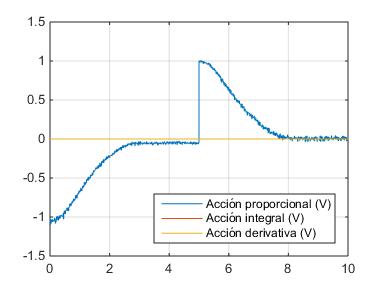 1.5
1
0.5
0
-0.5
-1
-1.5
Acción proporcional (V)
Acción integral (V)
Acción derivativa (V)
0 2 4 6 8 10